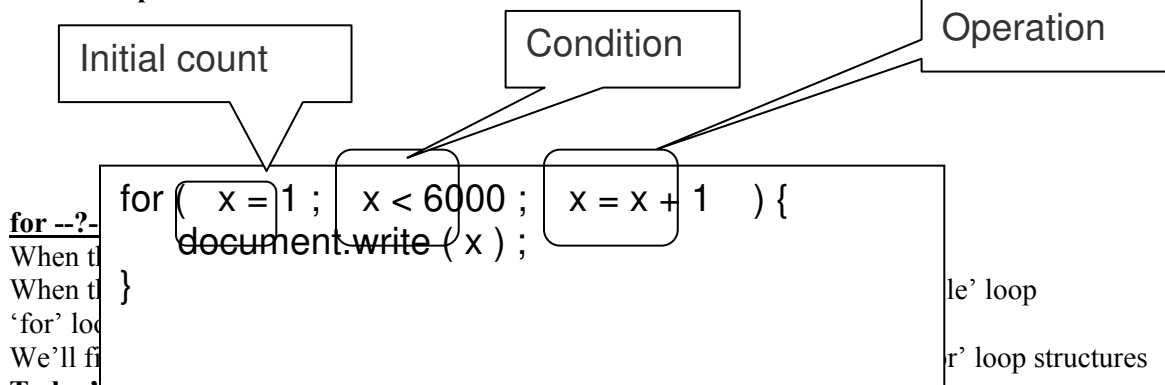 Initial count
Condition
Operation
for ( x = 1 ; x < 6000 ; x = x + 1 ) {
document.write ( x ) ;
}
for --?-
When th
When th le’ loop
‘for’ loo
We’ll fi r’ loop structures